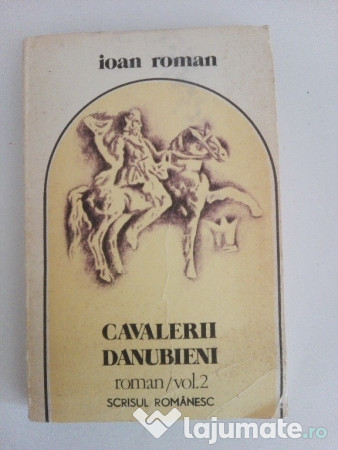 ioan roman
CAVALERII
DANUBIENI
roman/vol.2
SCRISUL ROMÂNESC
lajumate.ro